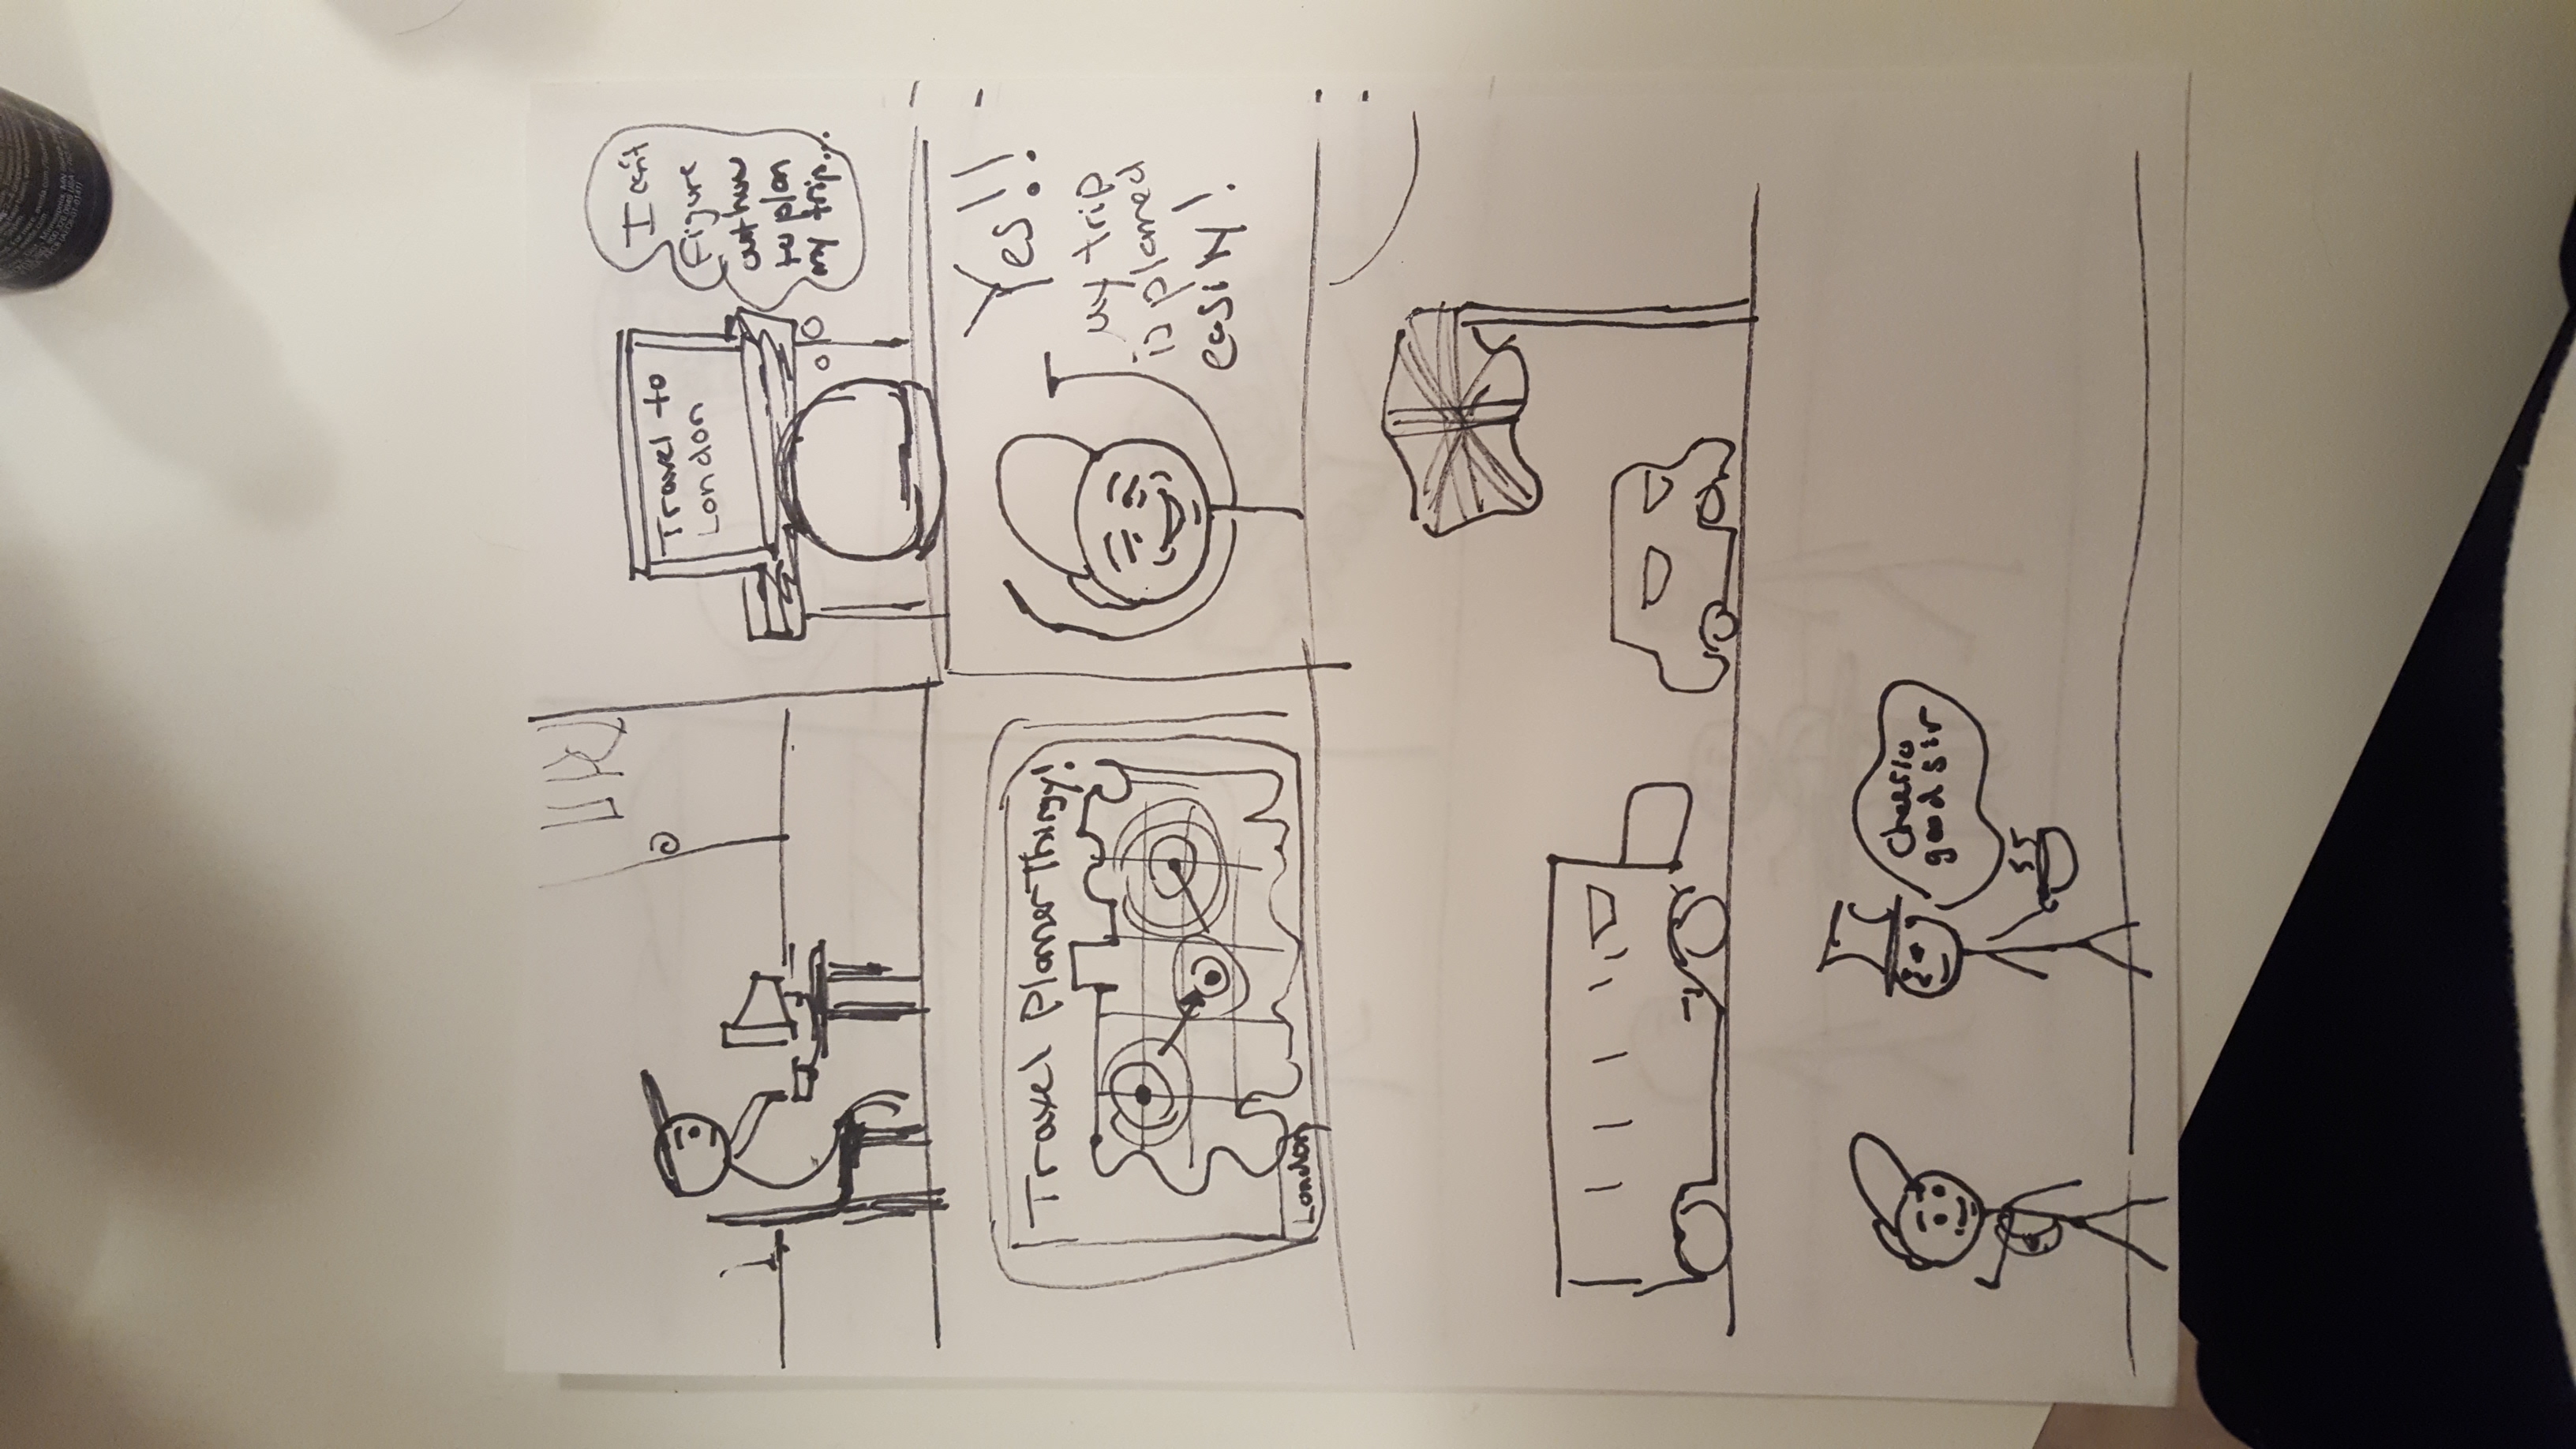 Travel to
London
I can't
figure
out how
to plan
my trip...
Travel Planner Thingy!
London
Yes!!
my trip
is planned
easily!
Cheerio
good sir